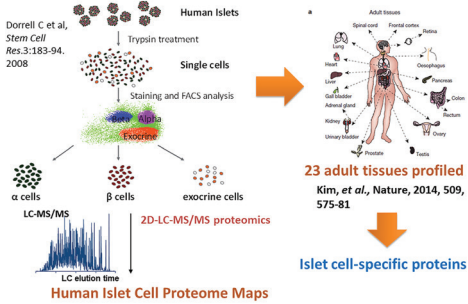 Dorrell C et al,
Stem Cell
Res.3:183-94.
2008
Human Islets
Trypsin treatment
Single cells
Staining and FACS analysis
Beta
Alpha
Exocrine
α cells
β cells
exocrine cells
LC-MS/MS
2D-LC-MS/MS proteomics
LC elution time
Human Islet Cell Proteome Maps
a
Adult tissues
Spinal cord
Frontal cortex
Retina
Lung
Heart
Oesophagus
Liver
Pancreas
Gall bladder
Colon
Adrenal gland
Rectum
Kidney
Urinary bladder
Ovary
Prostate
Testis
23 adult tissues profiled
Kim, et al., Nature, 2014, 509,
575-81
Islet cell-specific proteins